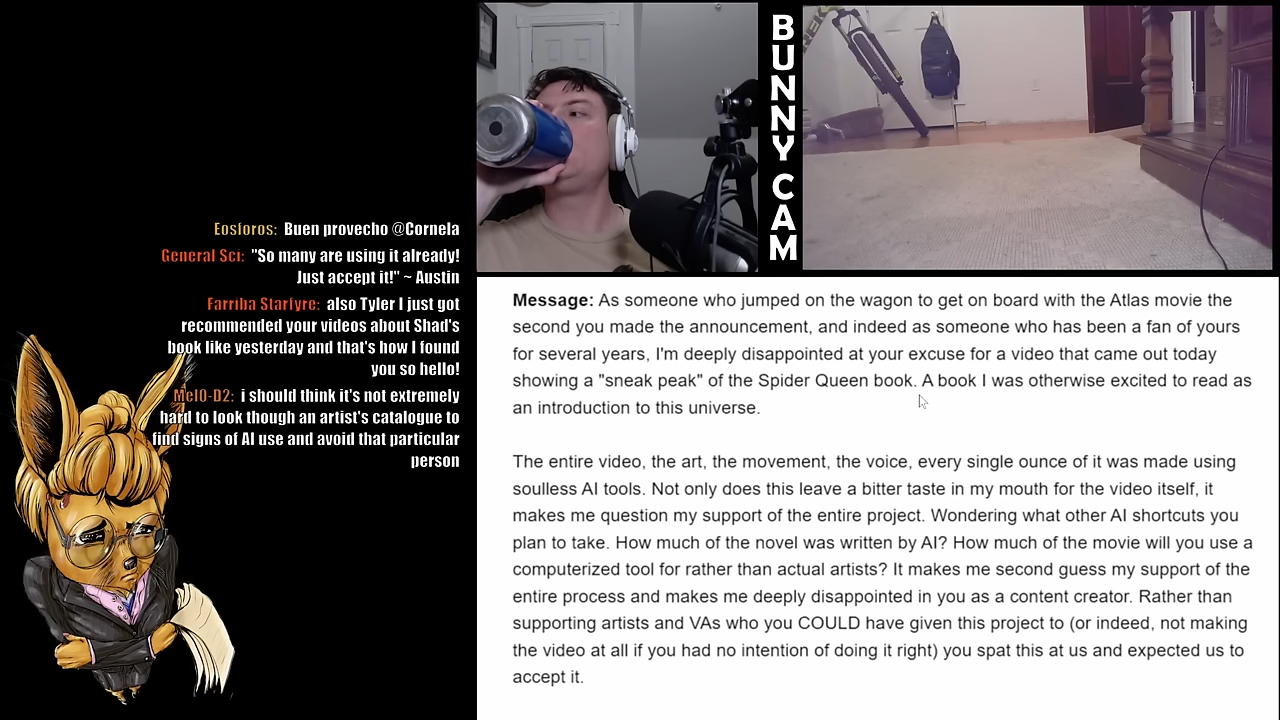 Eosforos: Buen provecho @Cornela
General Sci: "So many are using it already!
Just accept it!" ~ Austin
Farriha Starfyre: also Tyler I just got
recommended your videos about Shad's
book like yesterday and that's how I found
you so hello!
MelO-D2: i should think it's not extremely
hard to look though an artist's catalogue to
find signs of AI use and avoid that particular
person
BUNNY CAM
Message: As someone who jumped on the wagon to get on board with the Atlas movie the
second you made the announcement, and indeed as someone who has been a fan of yours
for several years, I'm deeply disappointed at your excuse for a video that came out today
showing a "sneak peak" of the Spider Queen book. A book I was otherwise excited to read as
an introduction to this universe.
The entire video, the art, the movement, the voice, every single ounce of it was made using
soulless AI tools. Not only does this leave a bitter taste in my mouth for the video itself, it
makes me question my support of the entire project. Wondering what other AI shortcuts you
plan to take. How much of the novel was written by AI? How much of the movie will you use a
computerized tool for rather than actual artists? It makes me second guess my support of the
entire process and makes me deeply disappointed in you as a content creator. Rather than
supporting artists and VAs who you COULD have given this project to (or indeed, not making
the video at all if you had no intention of doing it right) you spat this at us and expected us to
accept it.